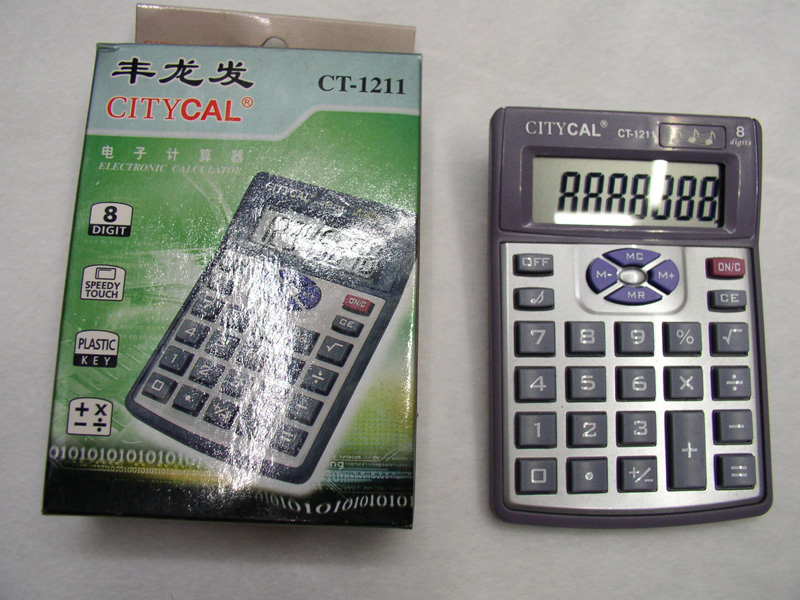 丰龙发
CITYCAL®
CT-1211
电子计算器
ELECTRONIC CALCULATOR
8
DIGIT
SPEEDY
TOUCH
PLASTIC
KEY
+ x
- ÷
CITYCAL
ON/C
CE
√
4
÷
1
CITYCAL®
CT-1211
8
digits
OFF
MC
M-
M+
MR
ON/C
CE
7 8 9 % √
4 5 6 X ÷
1 2 3 + -
0 . +/- =